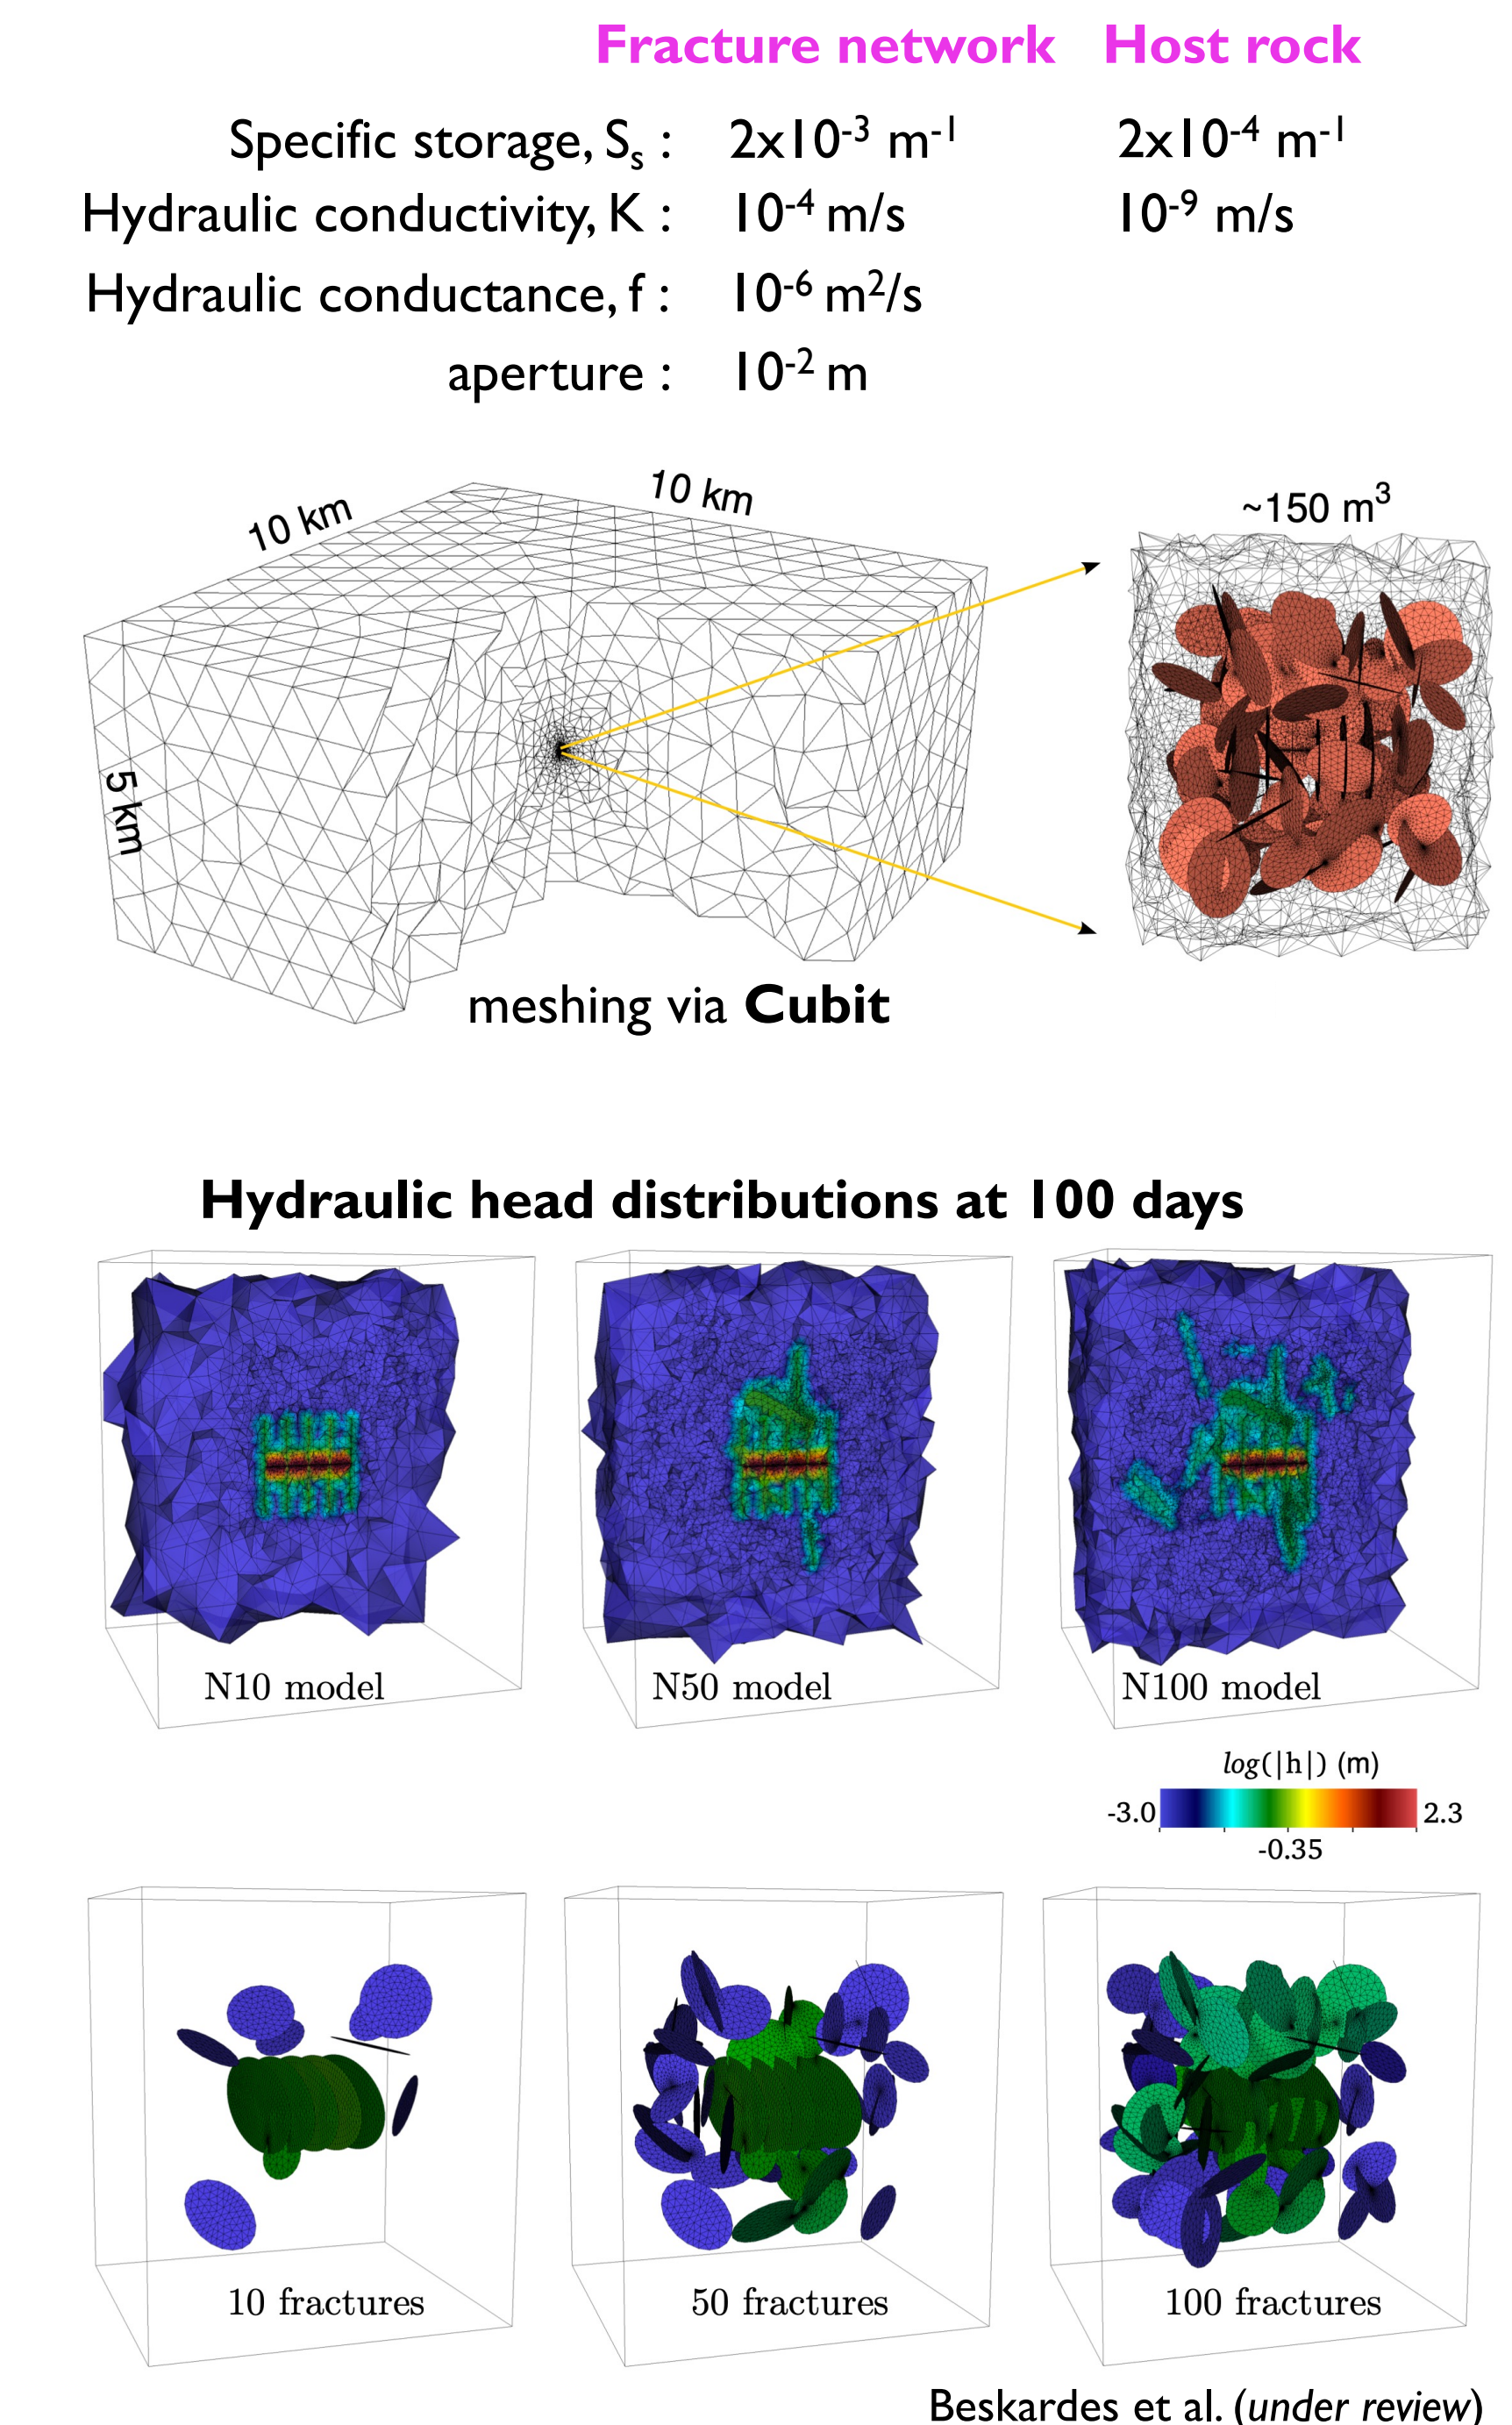 Fracture network Host rock
Specific storage, Sₛ : 2x10⁻³ m⁻¹ 2x10⁻⁴ m⁻¹
Hydraulic conductivity, K : 10⁻⁴ m/s 10⁻⁹ m/s
Hydraulic conductance, f : 10⁻⁶ m²/s
aperture : 10⁻² m
10 km 10 km
~150 m³
5 km
meshing via Cubit
Hydraulic head distributions at 100 days
N10 model N50 model N100 model
log(|h|) (m)
-3.0 2.3
-0.35
10 fractures 50 fractures 100 fractures
Beskardes et al. (under review)